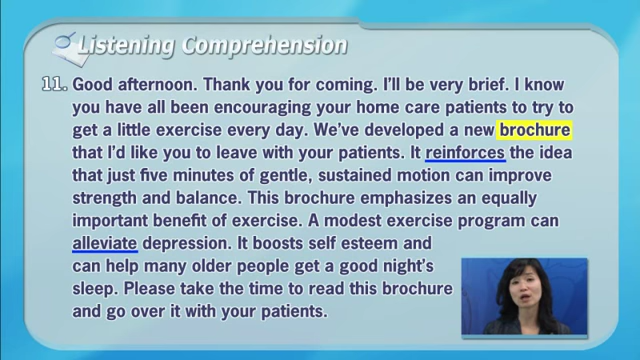 Listening Comprehension
11. Good afternoon. Thank you for coming. I'll be very brief. I know
you have all been encouraging your home care patients to try to
get a little exercise every day. We've developed a new brochure
that I'd like you to leave with your patients. It reinforces the idea
that just five minutes of gentle, sustained motion can improve
strength and balance. This brochure emphasizes an equally
important benefit of exercise. A modest exercise program can
alleviate depression. It boosts self esteem and
can help many older people get a good night's
sleep. Please take the time to read this brochure
and go over it with your patients.